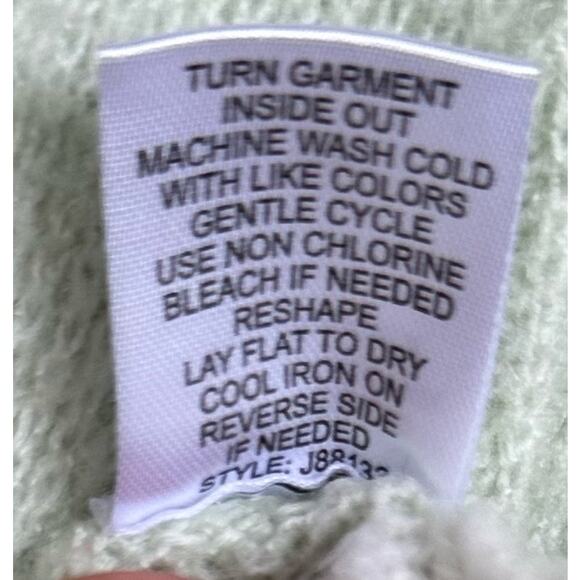 TURN GARMENT
INSIDE OUT
MACHINE WASH COLD
WITH LIKE COLORS
GENTLE CYCLE
USE NON CHLORINE
BLEACH IF NEEDED
RESHAPE
LAY FLAT TO DRY
COOL IRON ON
REVERSE SIDE
IF NEEDED
STYLE: